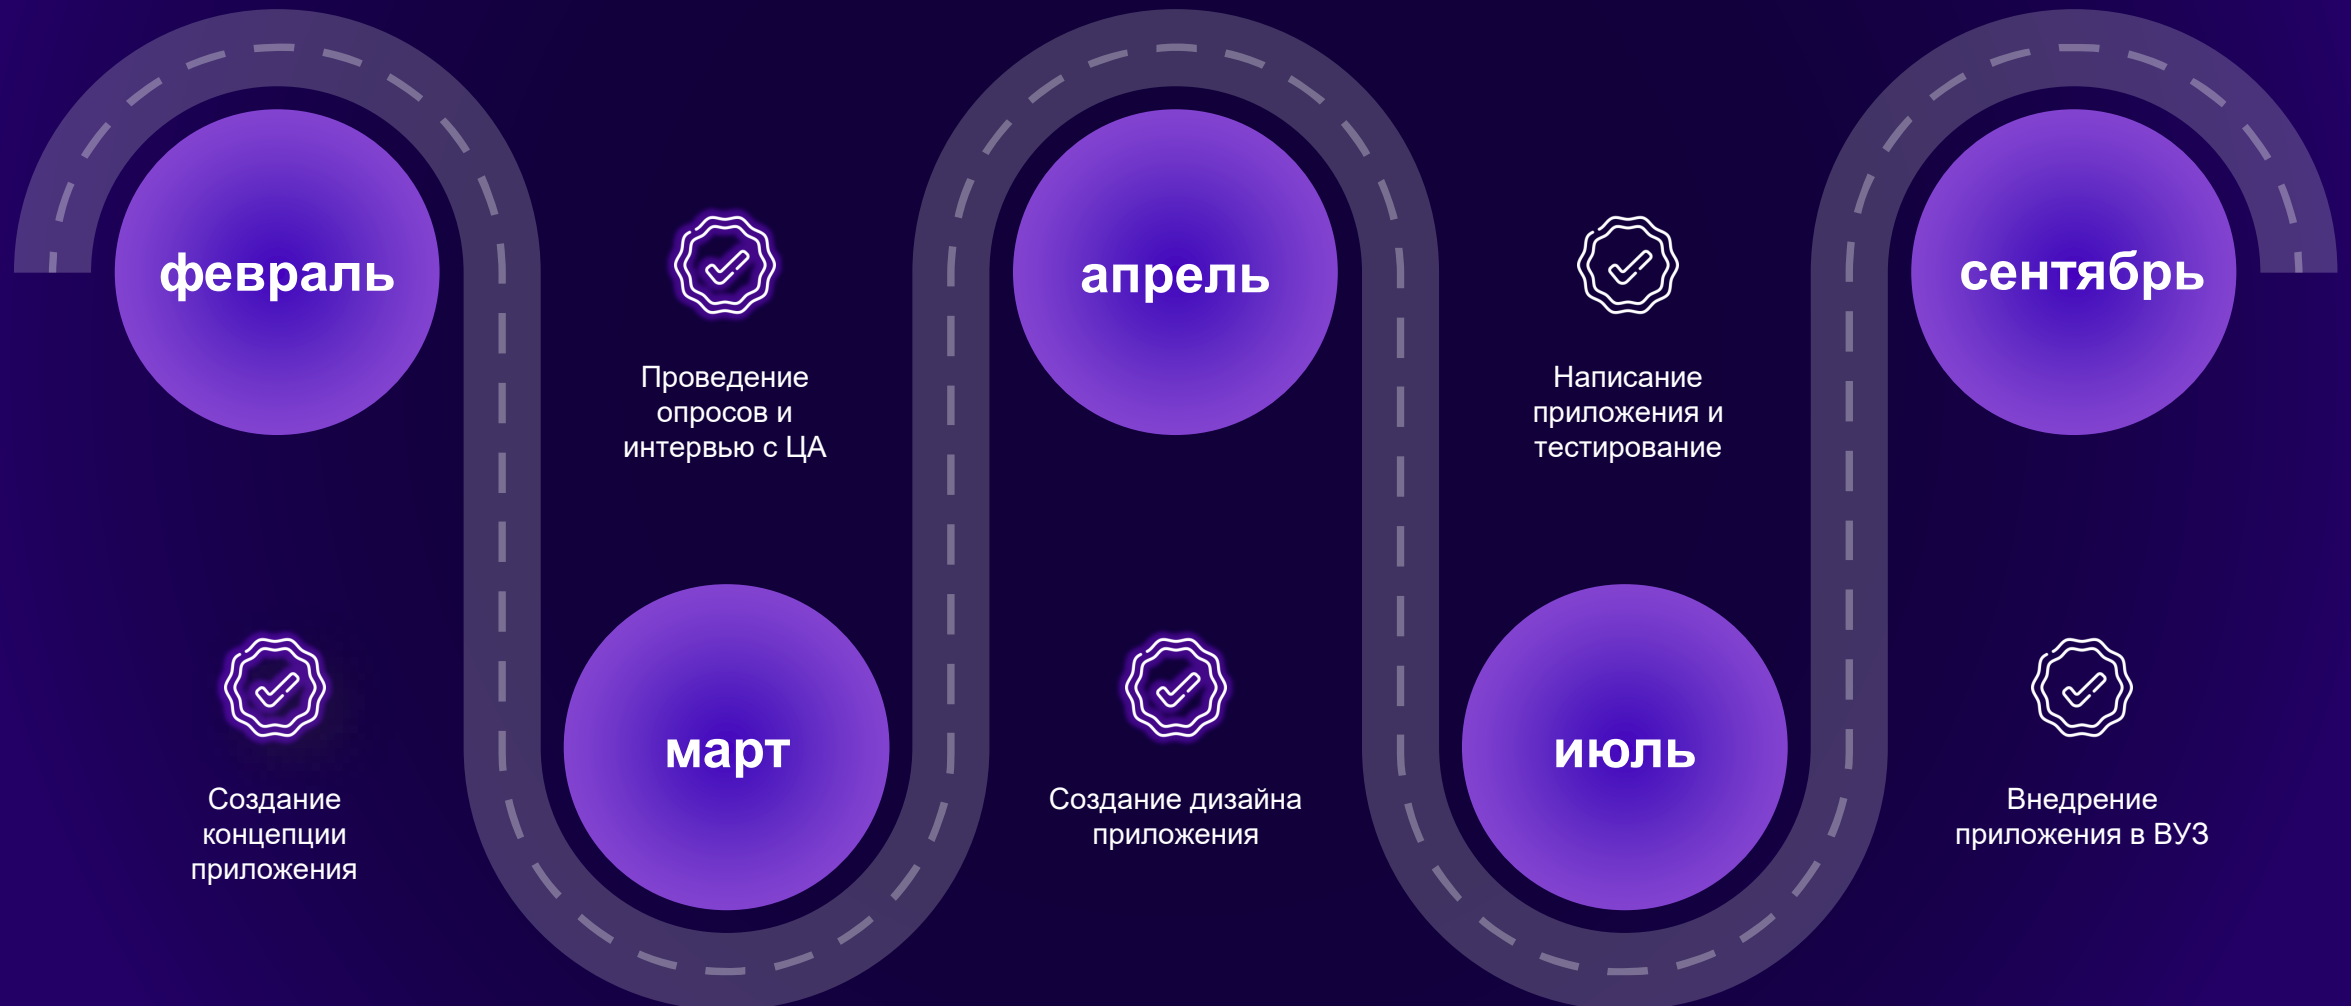 февраль
Создание
концепции
приложения
Проведение
опросов и
интервью с ЦА
март
апрель
Создание дизайна
приложения
Написание
приложения и
тестирование
июль
сентябрь
Внедрение
приложения в ВУЗ